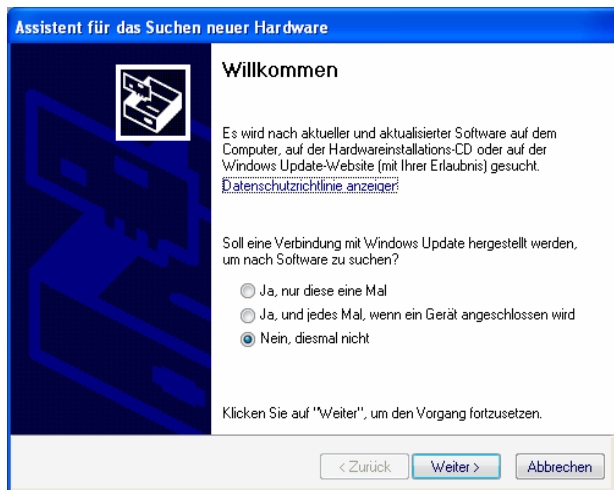 Assistent für das Suchen neuer Hardware
Willkommen
Es wird nach aktueller und aktualisierter Software auf dem
Computer, auf der Hardwareinstallations-CD oder auf der
Windows Update-Website (mit Ihrer Erlaubnis) gesucht.
Datenschutzrichtlinie anzeigen
Soll eine Verbindung mit Windows Update hergestellt werden,
um nach Software zu suchen?
Ja, nur diese eine Mal
Ja, und jedes Mal, wenn ein Gerät angeschlossen wird
Nein, diesmal nicht
Klicken Sie auf "Weiter", um den Vorgang fortzusetzen.
< Zurück Weiter > Abbrechen